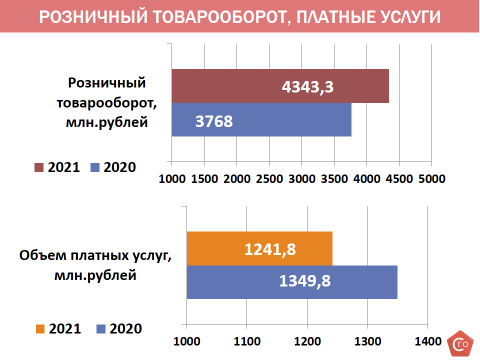 РОЗНИЧНЫЙ ТОВАРООБОРОТ, ПЛАТНЫЕ УСЛУГИ
Розничный
товарооборот,
млн.рублей
4343,3
3768
2021 2020
1000 1500 2000 2500 3000 3500 4000 4500 5000
Объем платных услуг,
млн.рублей
1241,8
1349,8
2021 2020
1000 1100 1200 1300 1400
СГО